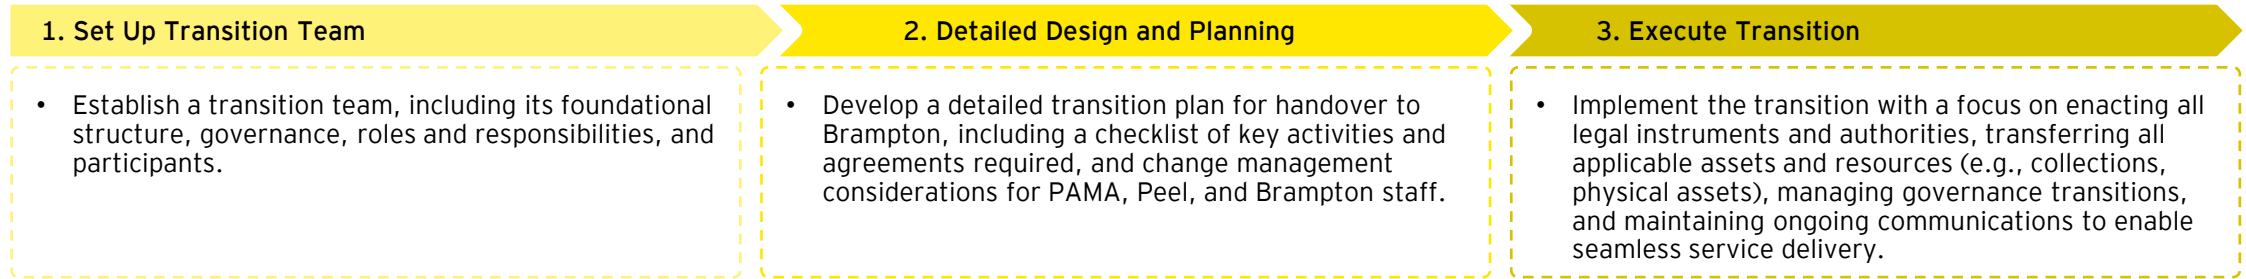 1. Set Up Transition Team
• Establish a transition team, including its foundational
structure, governance, roles and responsibilities, and
participants.
2. Detailed Design and Planning
• Develop a detailed transition plan for handover to
Brampton, including a checklist of key activities and
agreements required, and change management
considerations for PAMA, Peel, and Brampton staff.
3. Execute Transition
• Implement the transition with a focus on enacting all
legal instruments and authorities, transferring all
applicable assets and resources (e.g., collections,
physical assets), managing governance transitions,
and maintaining ongoing communications to enable
seamless service delivery.